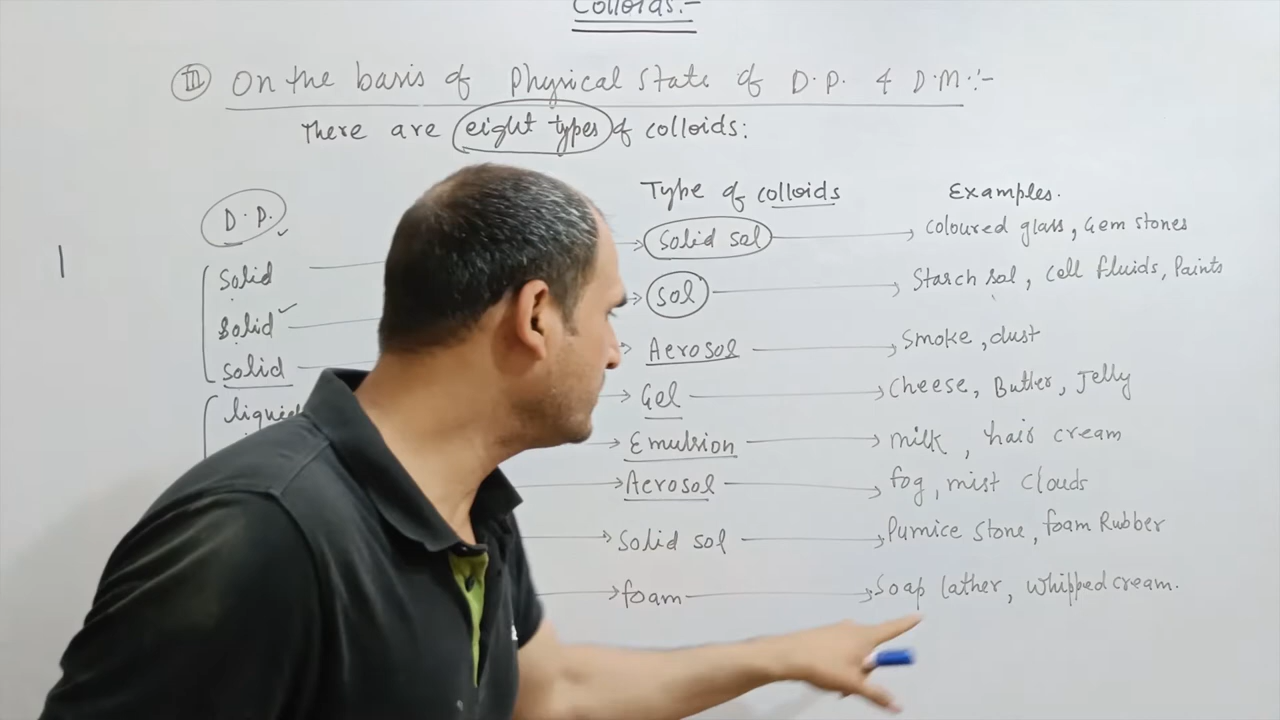 Colloids:-
III On the basis of Physical State of D.P. & D.M:-
There are eight types of colloids:
D.P. Type of colloids Examples.
Solid Solid sol Coloured glass, Gem stones
Solid Sol Starch sol, Cell fluids, Paints
Solid Aerosol Smoke, dust
liquid Gel Cheese, Butter, Jelly
Emulsion milk, hair cream
Aerosol fog, mist clouds
Solid sol Pumice Stone, foam Rubber
foam Soap lather, whipped cream.